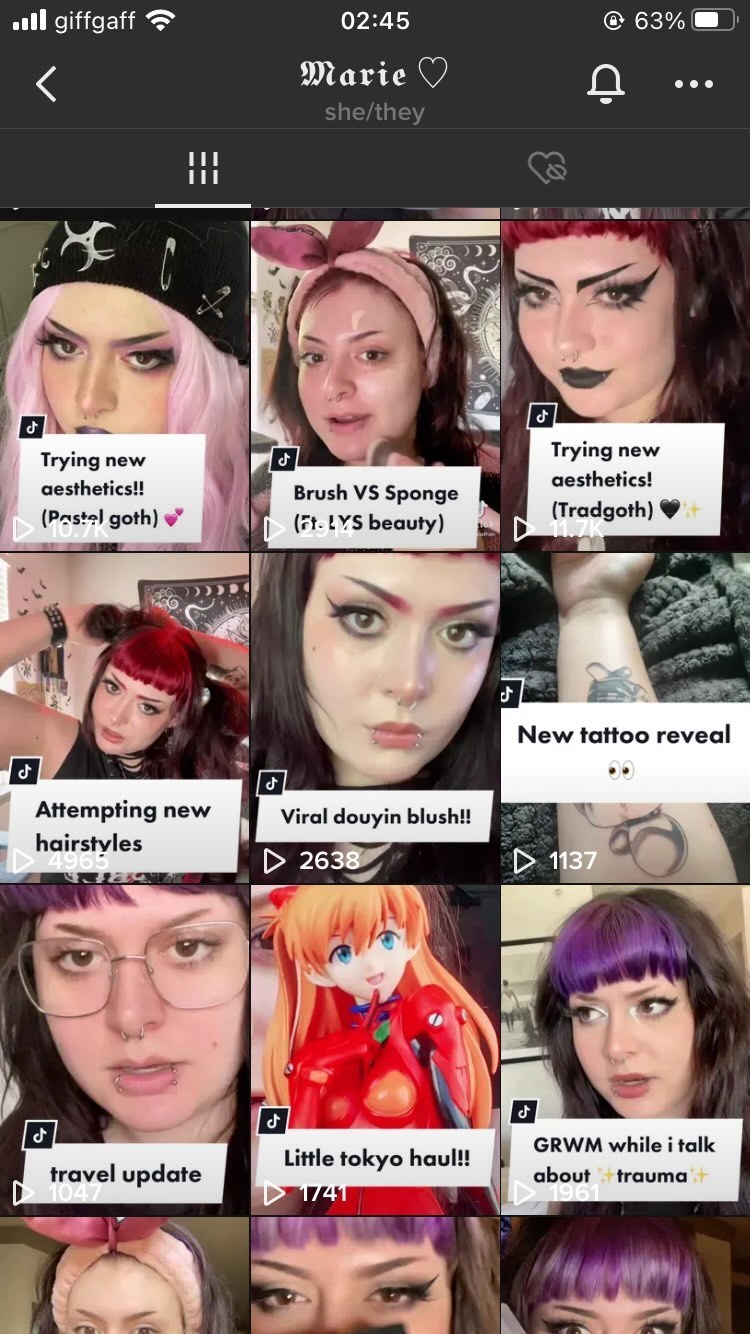 giffgaff
02:45
63%
𝕸𝖆𝖗𝖎𝖊 ♡
she/they
Trying new
aesthetics!!
(Pastel goth) 💕
10.7K
Brush VS Sponge
(Ft. LYS beauty)
2914
Trying new
aesthetics!
(Tradgoth) 🖤✨
11.7K
Attempting new
hairstyles
4965
Viral douyin blush!!
2638
New tattoo reveal
👀
1137
travel update
1047
Little tokyo haul!!
1741
GRWM while i talk
about ✨trauma✨
1961